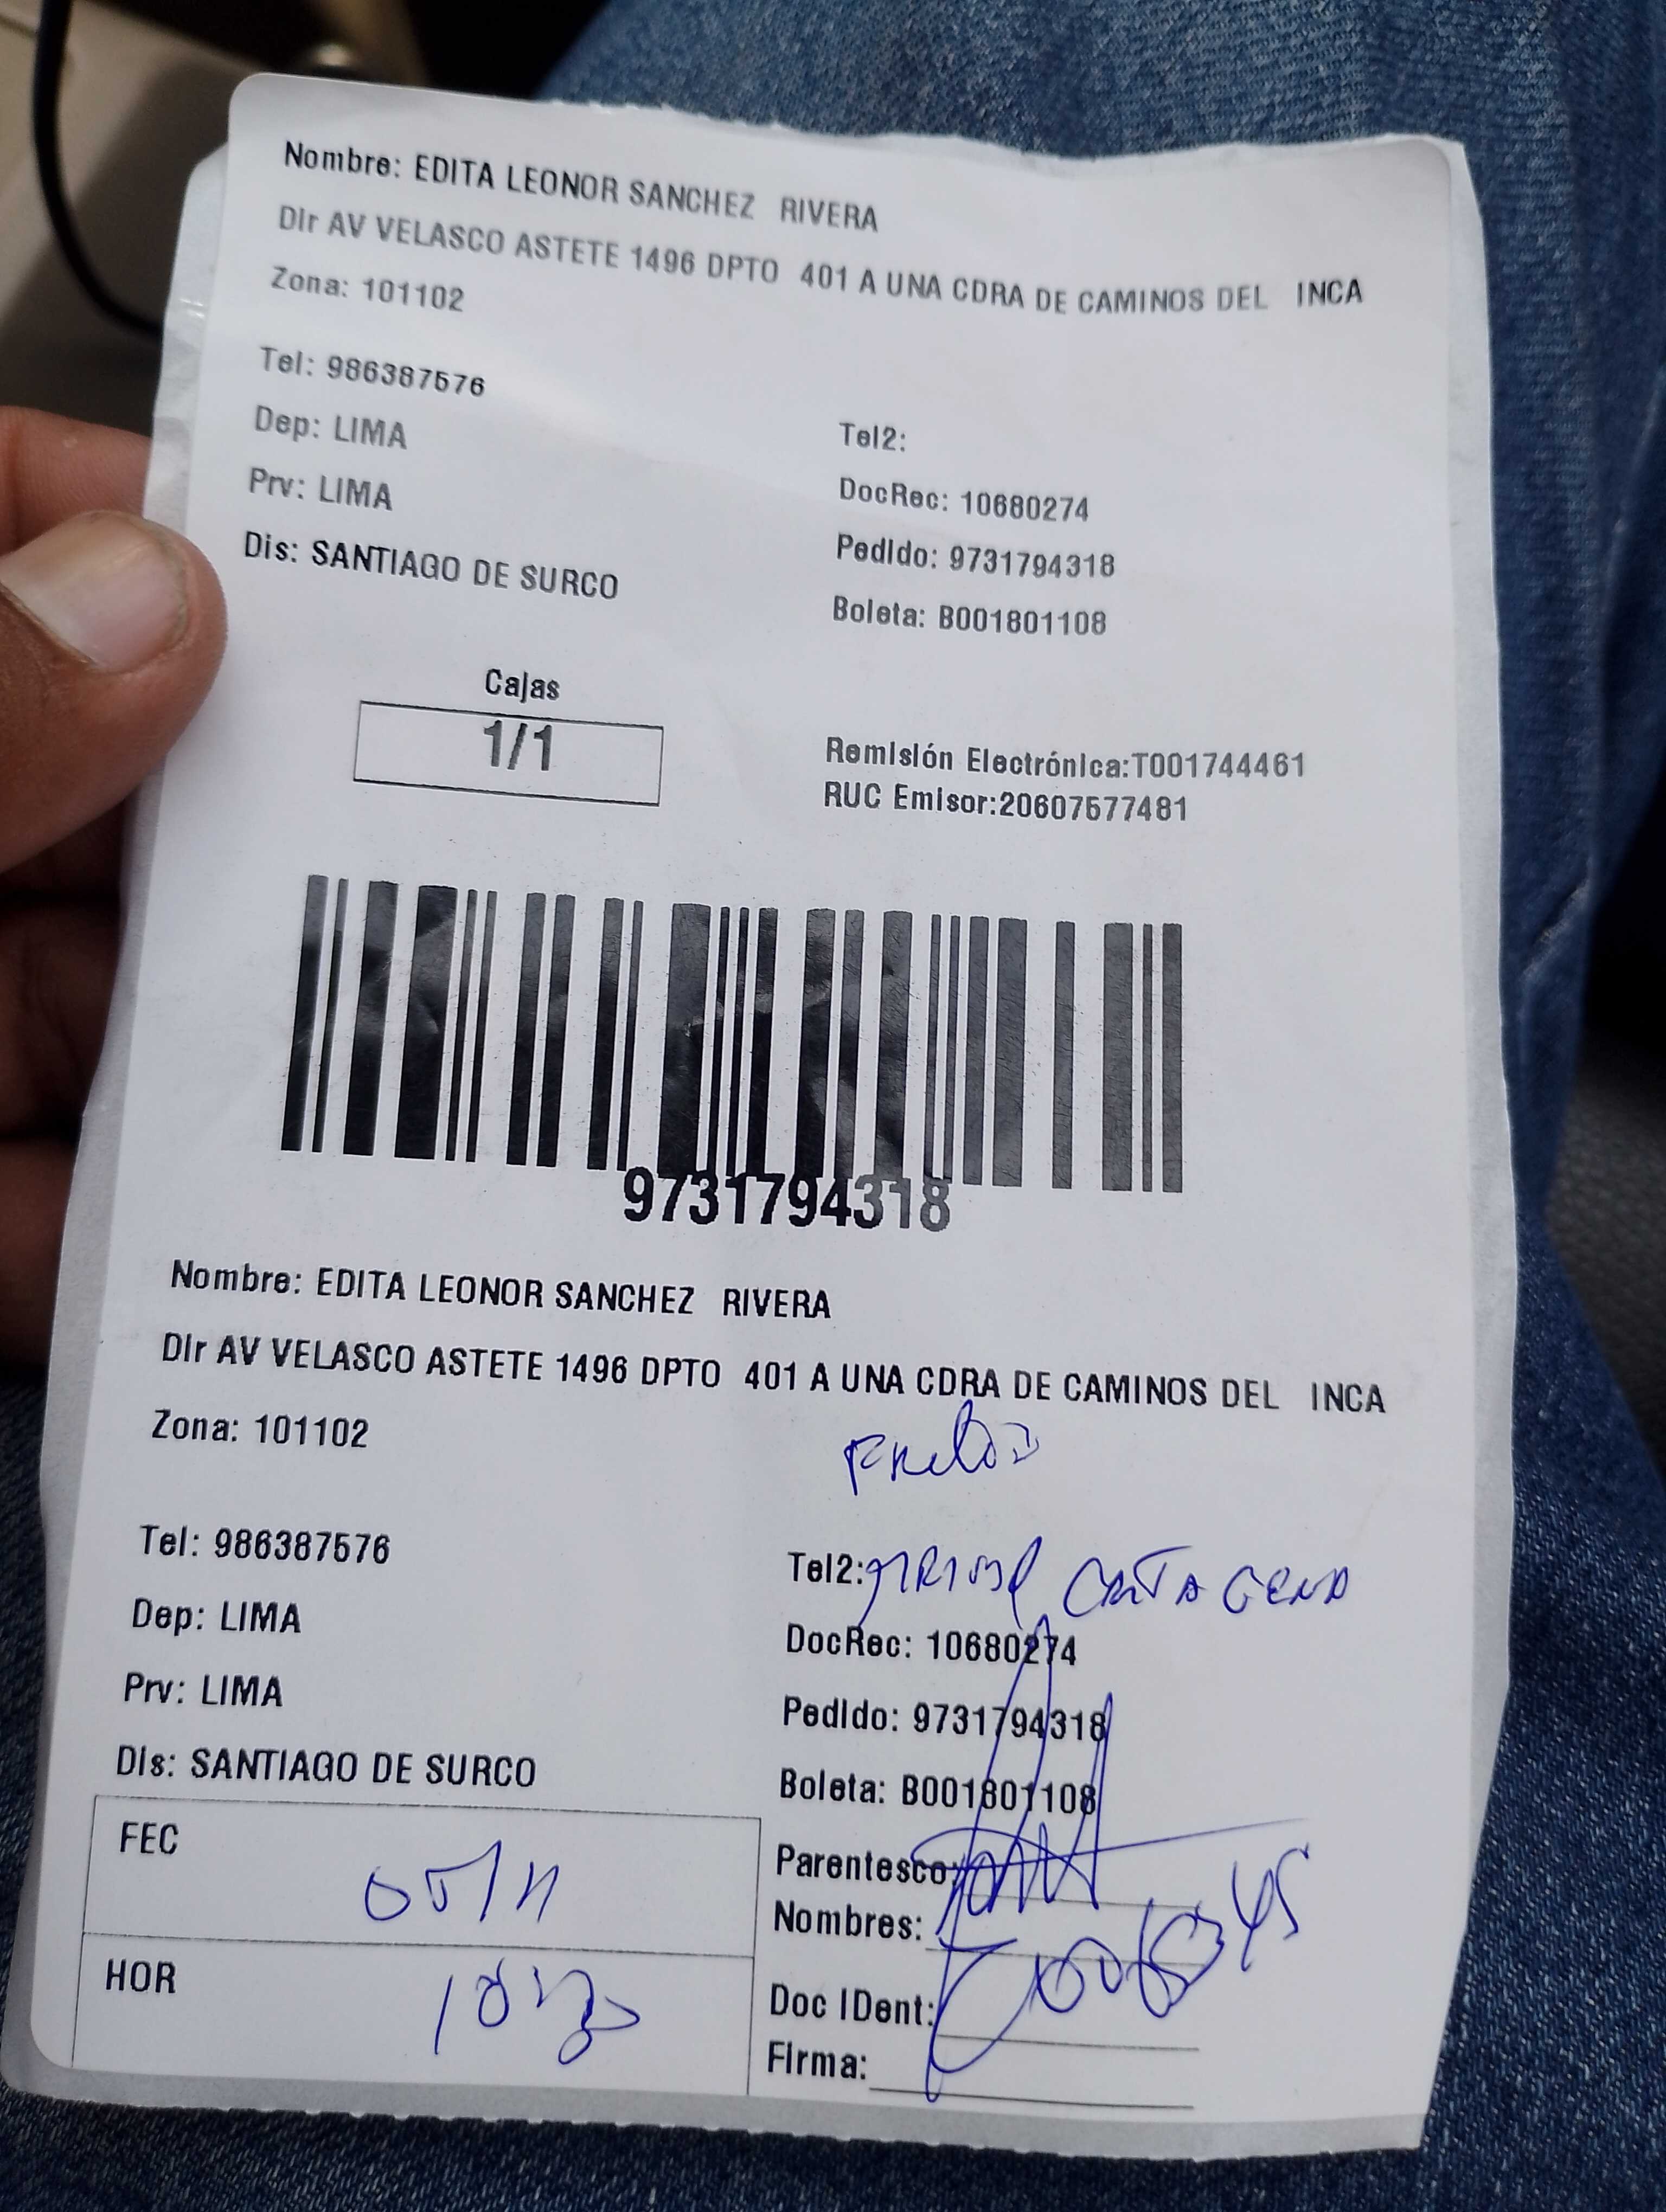 Nombre: EDITA LEONOR SANCHEZ RIVERA
Dir AV VELASCO ASTETE 1496 DPTO 401 A UNA CDRA DE CAMINOS DEL INCA
Zona: 101102
Tel: 986387576
Dep: LIMA
Prv: LIMA
Dis: SANTIAGO DE SURCO
Tel2:
DocRec: 10680274
Pedido: 9731794318
Boleta: B001801108
Cajas
1/1
Remisión Electrónica:T001744461
RUC Emisor:20607577481
9731794318
Nombre: EDITA LEONOR SANCHEZ RIVERA
Dir AV VELASCO ASTETE 1496 DPTO 401 A UNA CDRA DE CAMINOS DEL INCA
Zona: 101102
Tel: 986387576
Dep: LIMA
Prv: LIMA
Dis: SANTIAGO DE SURCO
Tel2: CARTAGENA
DocRec: 10680274
Pedido: 9731794318
Boleta: B001801108
Parentesco:
Nombres:
Doc IDent:
Firma:
FEC 05/11
HOR